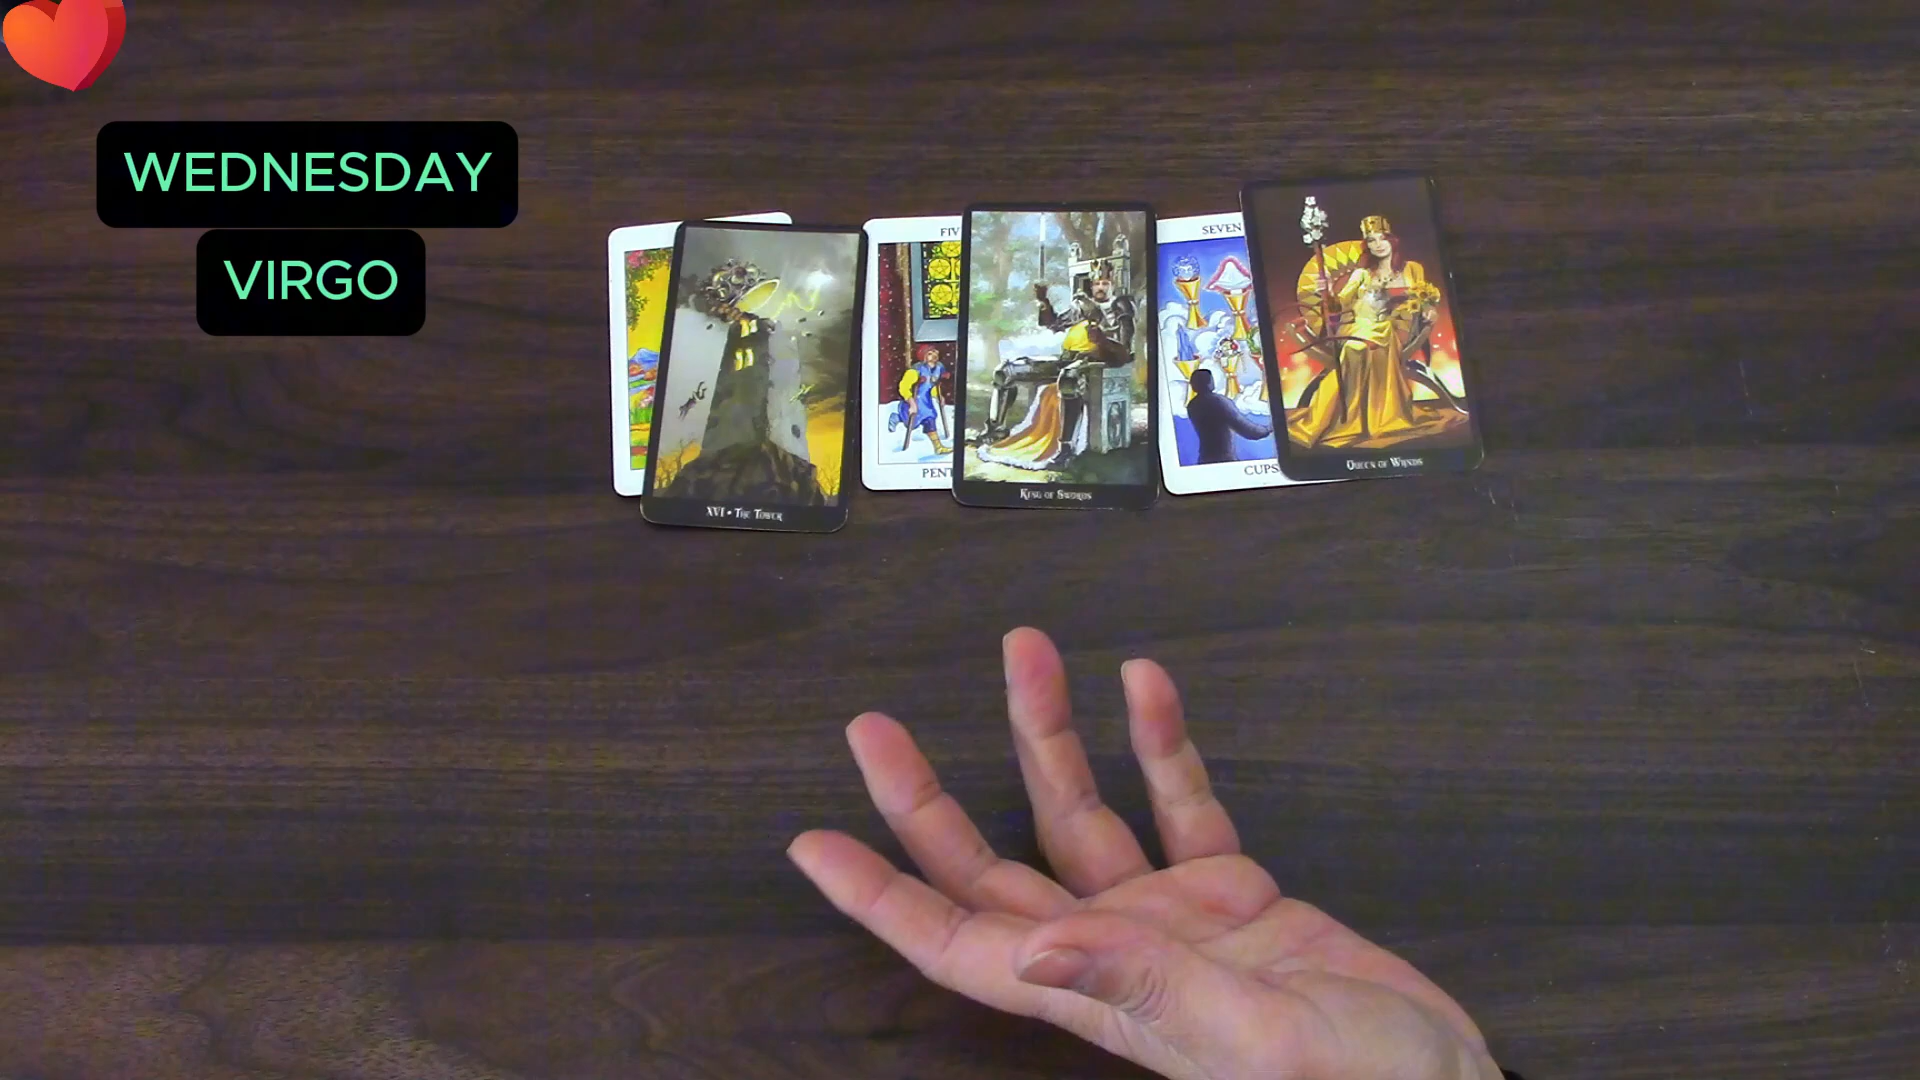 WEDNESDAY
VIRGO
FIV
SEVEN
PENT
CUPS
XVI • THE TOWER
KING OF SWORDS
QUEEN OF WANDS